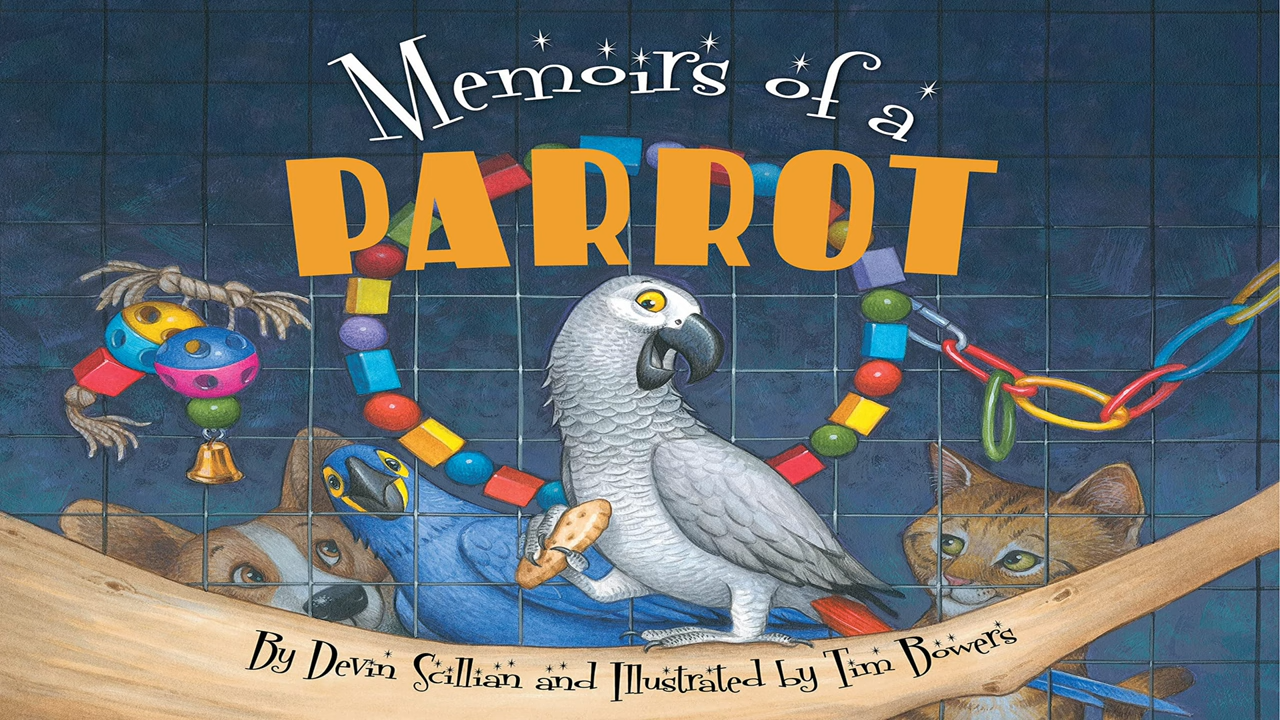 Memoirs of a
PARROT
By Devin Scillian and Illustrated by Tim Bowers